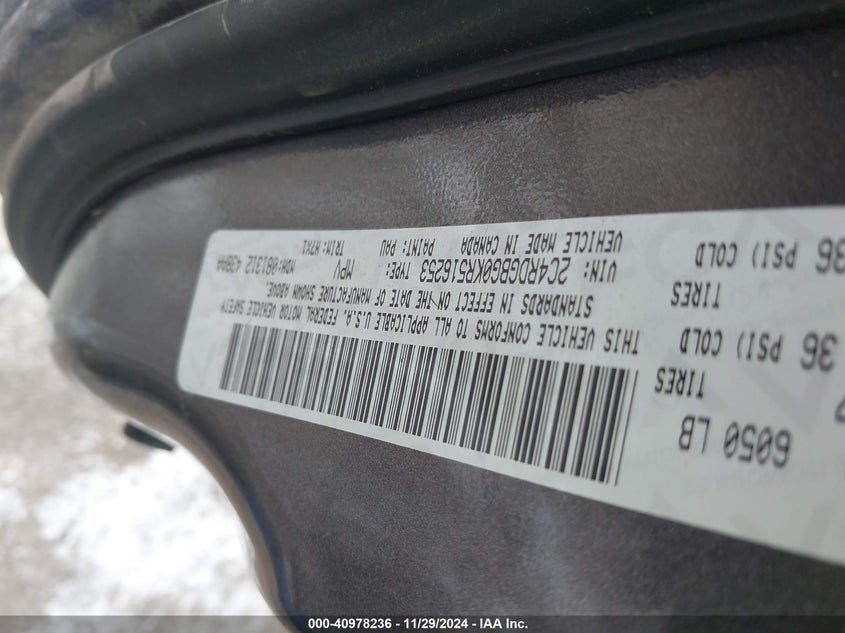 6050 LB
TIRES
36 PSI) COLD
TIRES
36 PSI) COLD
THIS VEHICLE CONFORMS TO ALL APPLICABLE U.S.A. FEDERAL MOTOR VEHICLE SAFETY
STANDARDS IN EFFECT ON THE DATE OF MANUFACTURE SHOWN ABOVE.
VIN: 2C4RDGBG0KR516253 TYPE: MPV MDH:081312
VEHICLE MADE IN CANADA PAINT: PAU TRIM: H7X1
000-40978236 - 11/29/2024 - IAA Inc.